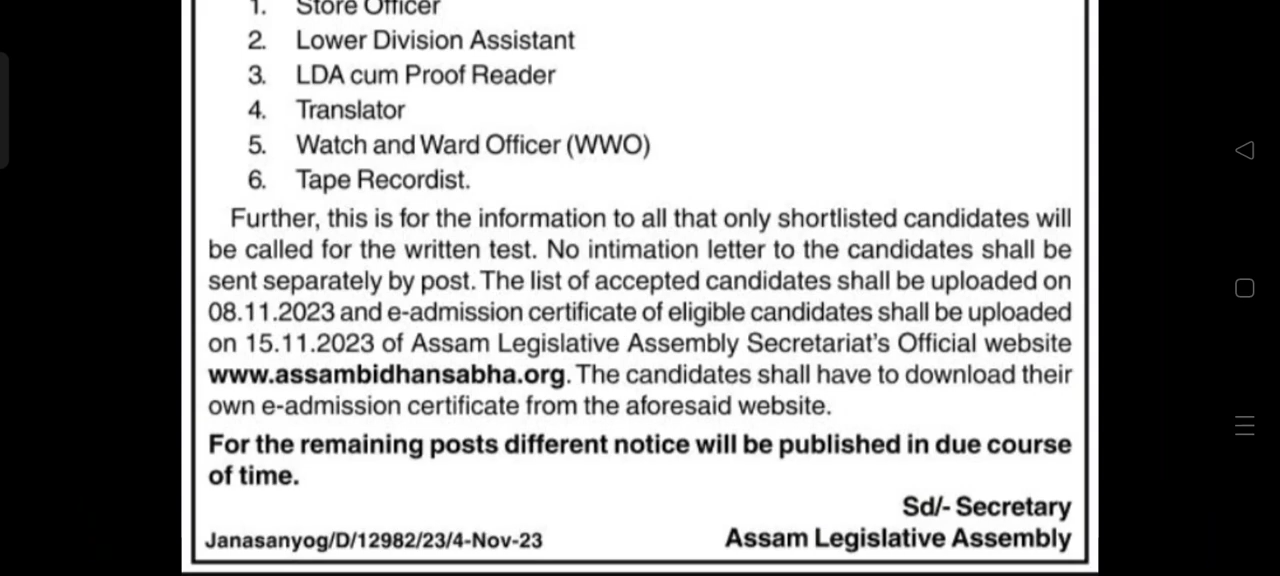 1. Store Officer
2. Lower Division Assistant
3. LDA cum Proof Reader
4. Translator
5. Watch and Ward Officer (WWO)
6. Tape Recordist.
Further, this is for the information to all that only shortlisted candidates will
be called for the written test. No intimation letter to the candidates shall be
sent separately by post. The list of accepted candidates shall be uploaded on
08.11.2023 and e-admission certificate of eligible candidates shall be uploaded
on 15.11.2023 of Assam Legislative Assembly Secretariat's Official website
www.assambidhansabha.org. The candidates shall have to download their
own e-admission certificate from the aforesaid website.
For the remaining posts different notice will be published in due course
of time.
Sd/- Secretary
Janasanyog/D/12982/23/4-Nov-23 Assam Legislative Assembly